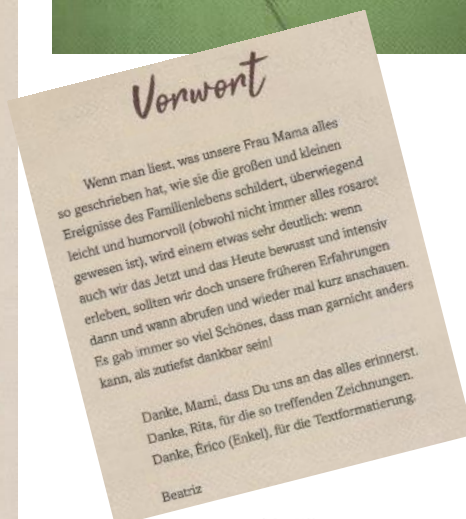 Vorwort
Wenn man liest, was unsere Frau Mama alles
so geschrieben hat, wie sie die großen und kleinen
Ereignisse des Familienlebens schildert, überwiegend
leicht und humorvoll (obwohl nicht immer alles rosarot
gewesen ist), wird einem etwas sehr deutlich: wenn
auch wir das Jetzt und das Heute bewusst und intensiv
erleben, sollten wir doch unsere früheren Erfahrungen
dann und wann abrufen und wieder mal kurz anschauen.
Es gab immer so viel Schönes, dass man garnicht anders
kann, als zutiefst dankbar sein!
Danke, Mami, dass Du uns an das alles erinnerst.
Danke, Rita, für die so treffenden Zeichnungen.
Danke, Érico (Enkel), für die Textformatierung.
Beatriz